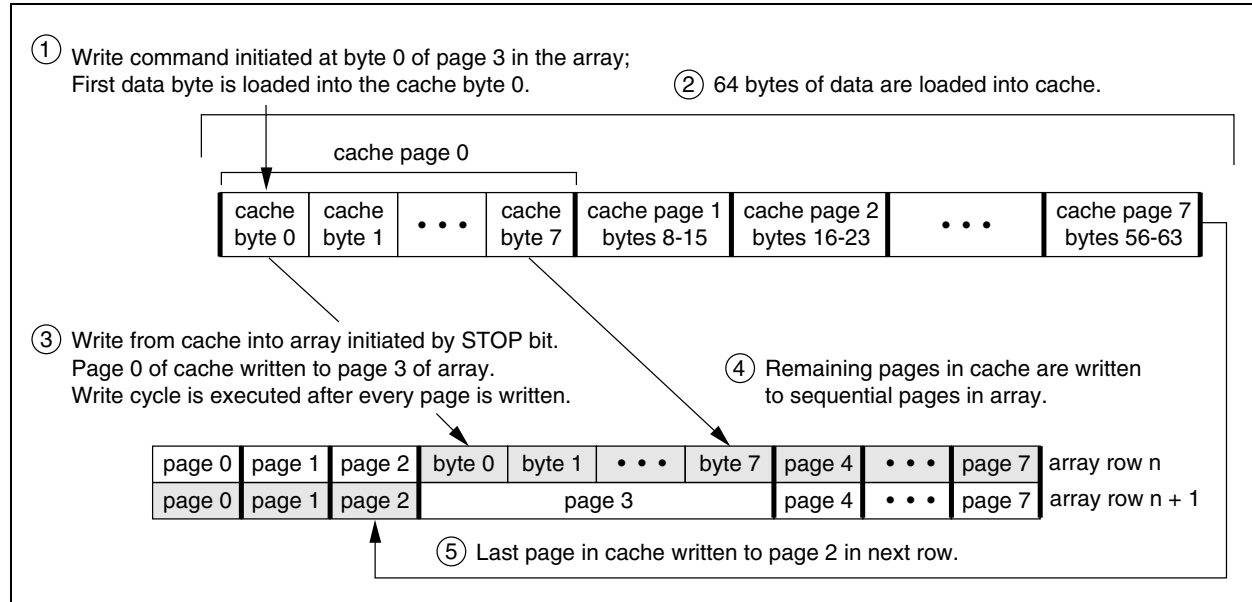 ① Write command initiated at byte 0 of page 3 in the array;
First data byte is loaded into the cache byte 0.
② 64 bytes of data are loaded into cache.
cache page 0
cache byte 0 cache byte 1 • • • cache byte 7 cache page 1 bytes 8-15 cache page 2 bytes 16-23 • • • cache page 7 bytes 56-63
③ Write from cache into array initiated by STOP bit.
Page 0 of cache written to page 3 of array.
Write cycle is executed after every page is written.
④ Remaining pages in cache are written
to sequential pages in array.
page 0 page 1 page 2 byte 0 byte 1 • • • byte 7 page 4 • • • page 7 array row n
page 0 page 1 page 2 page 3 page 4 • • • page 7 array row n + 1
⑤ Last page in cache written to page 2 in next row.